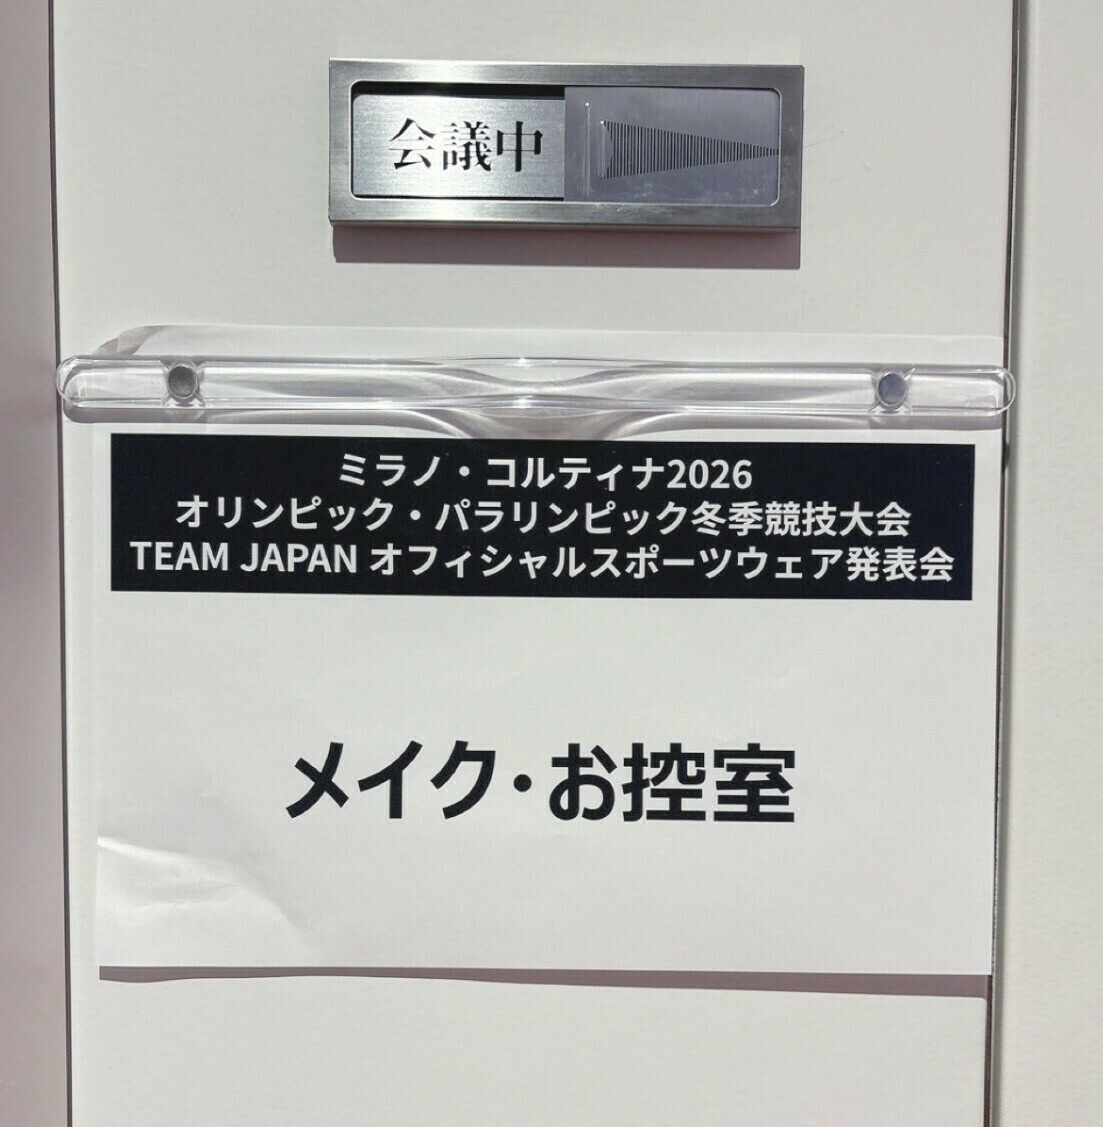 会議中
ミラノ・コルティナ2026
オリンピック・パラリンピック冬季競技大会
TEAM JAPAN オフィシャルスポーツウェア発表会
メイク・お控室